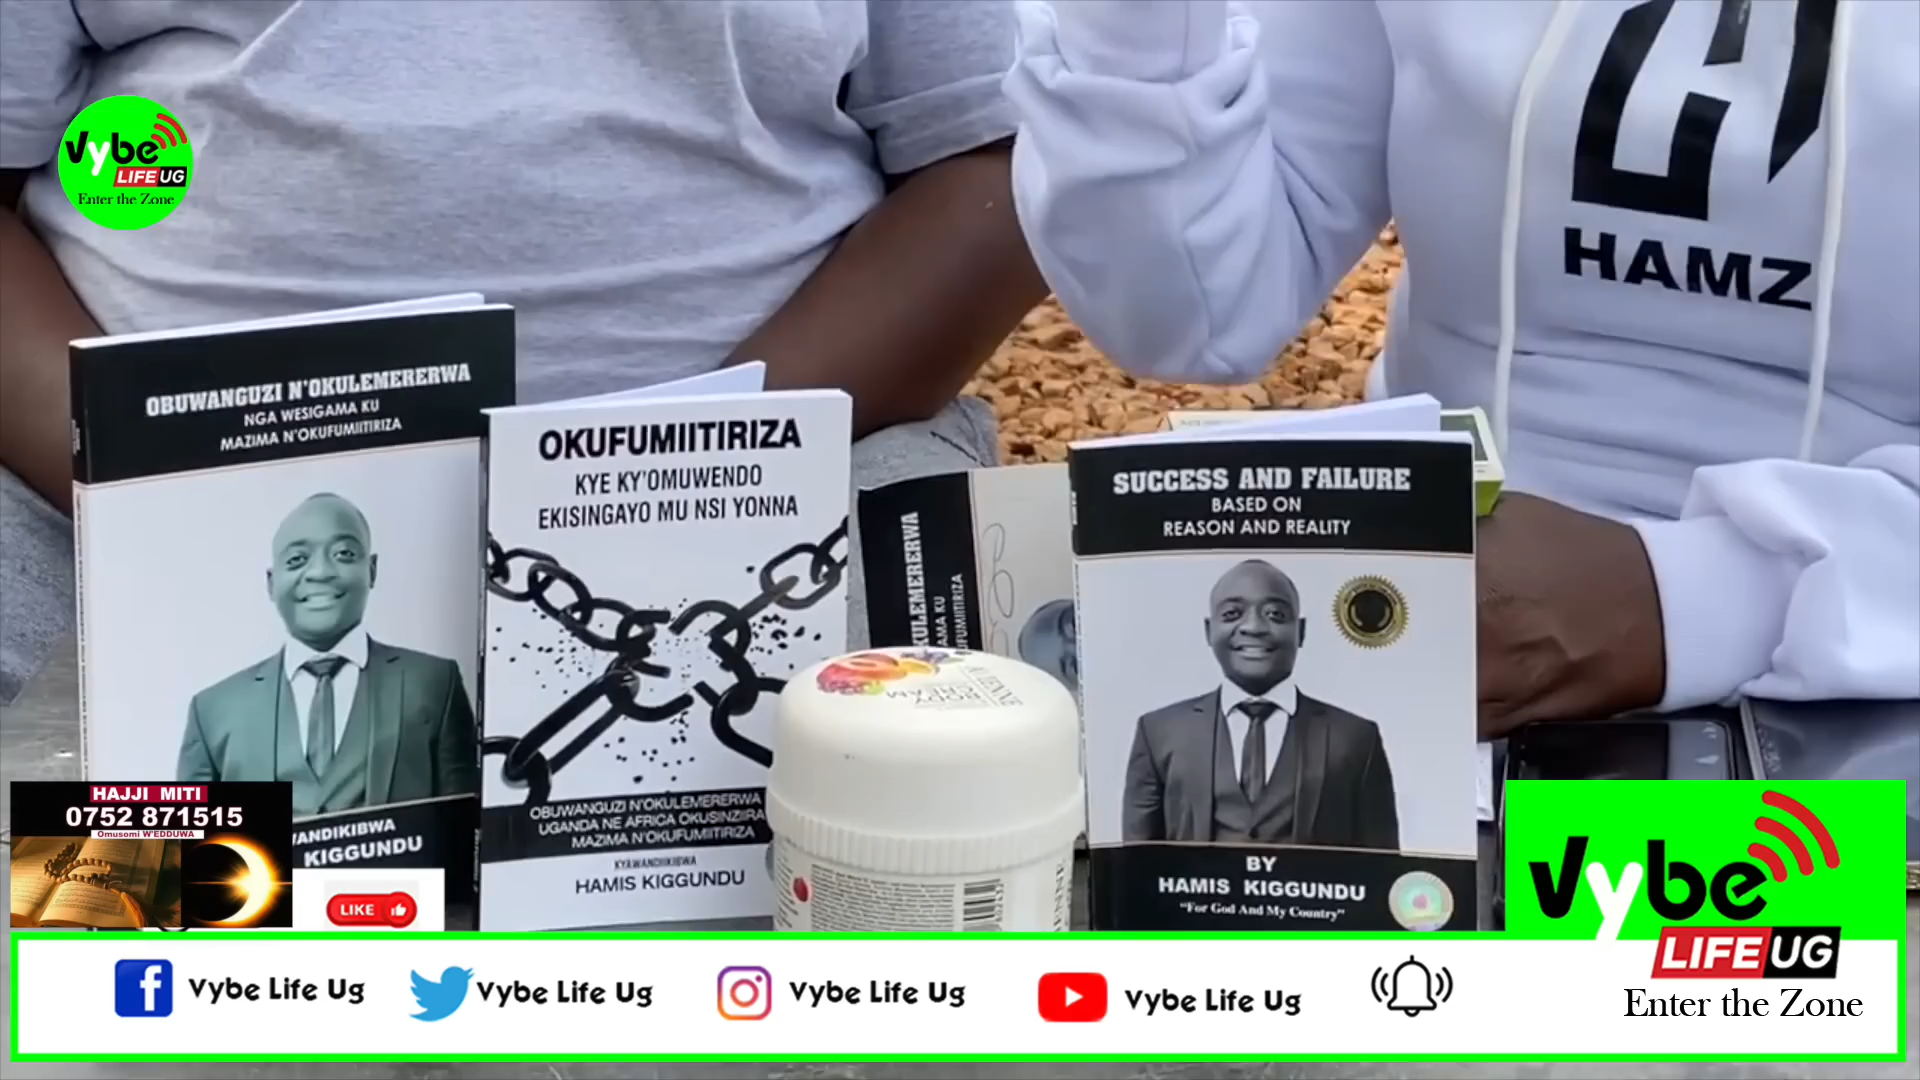 Vybe
LIFE UG
Enter the Zone
HAMZ
OBUWANGUZI N'OKULEMERERWA
NGA WESIGAMA KU
MAZIMA N'OKUFUMIITIRIZA
KIGGUNDU
OKUFUMIITIRIZA
KYE KY'OMUWENDO
EKISINGAYO MU NSI YONNA
OBUWANGUZI N'OKULEMERERWA
UGANDA NE AFRICA OKUSINZIIRA
MAZIMA N'OKUFUMIITIRIZA
KYAWANDIIKIBWA
HAMIS KIGGUNDU
BODY
CREAM
SUCCESS AND FAILURE
BASED ON
REASON AND REALITY
BY
HAMIS KIGGUNDU
"For God And My Country"
HAJJI MITI
0752 871515
Omusomi W'EDDUWA
LIKE
Vybe Life Ug
Vybe Life Ug
Vybe Life Ug
Vybe Life Ug
Vybe
LIFE UG
Enter the Zone